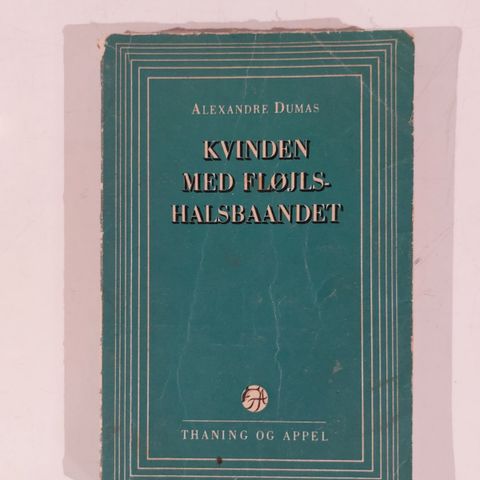 ALEXANDRE DUMAS
KVINDEN
MED FLØJLS-
HALSBAANDET
THANING OG APPEL